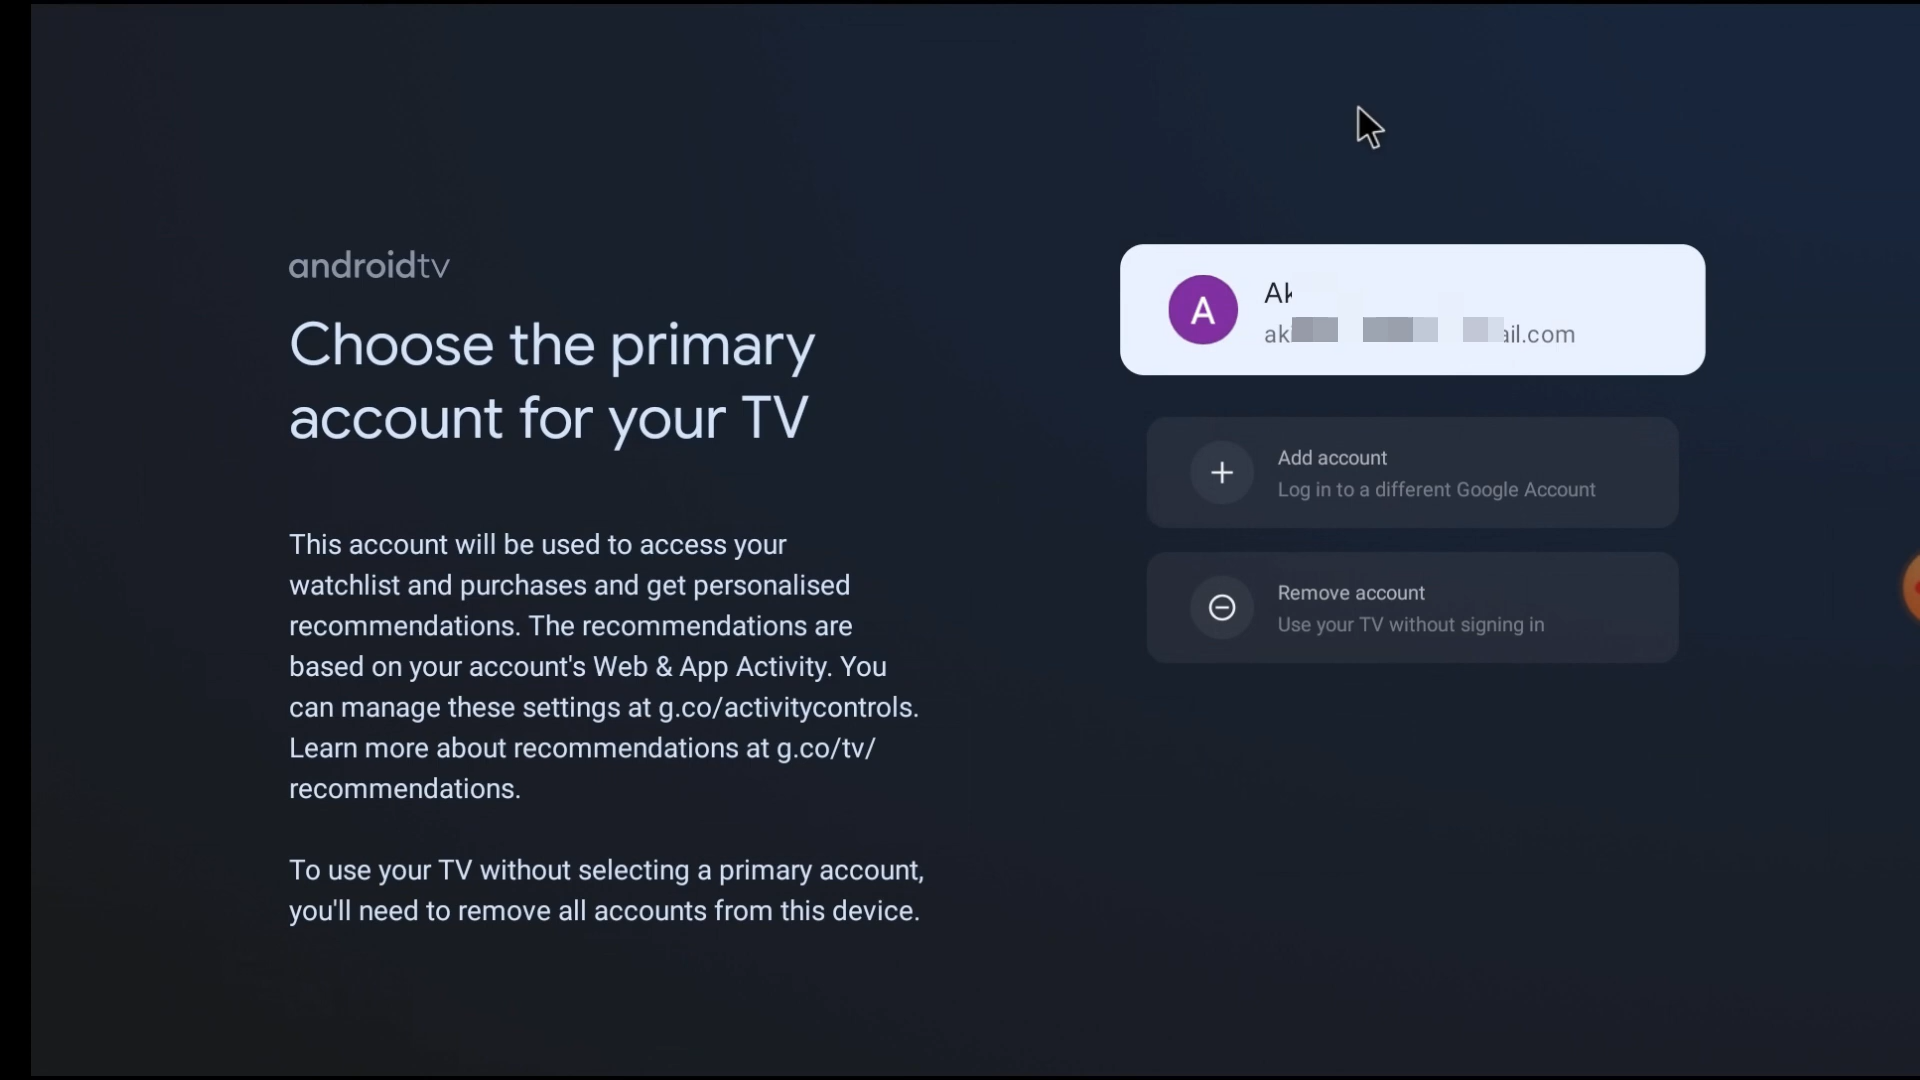 androidtv
Choose the primary
account for your TV
This account will be used to access your
watchlist and purchases and get personalised
recommendations. The recommendations are
based on your account's Web & App Activity. You
can manage these settings at g.co/activitycontrols.
Learn more about recommendations at g.co/tv/
recommendations.
To use your TV without selecting a primary account,
you'll need to remove all accounts from this device.
A
Add account
Log in to a different Google Account
Remove account
Use your TV without signing in